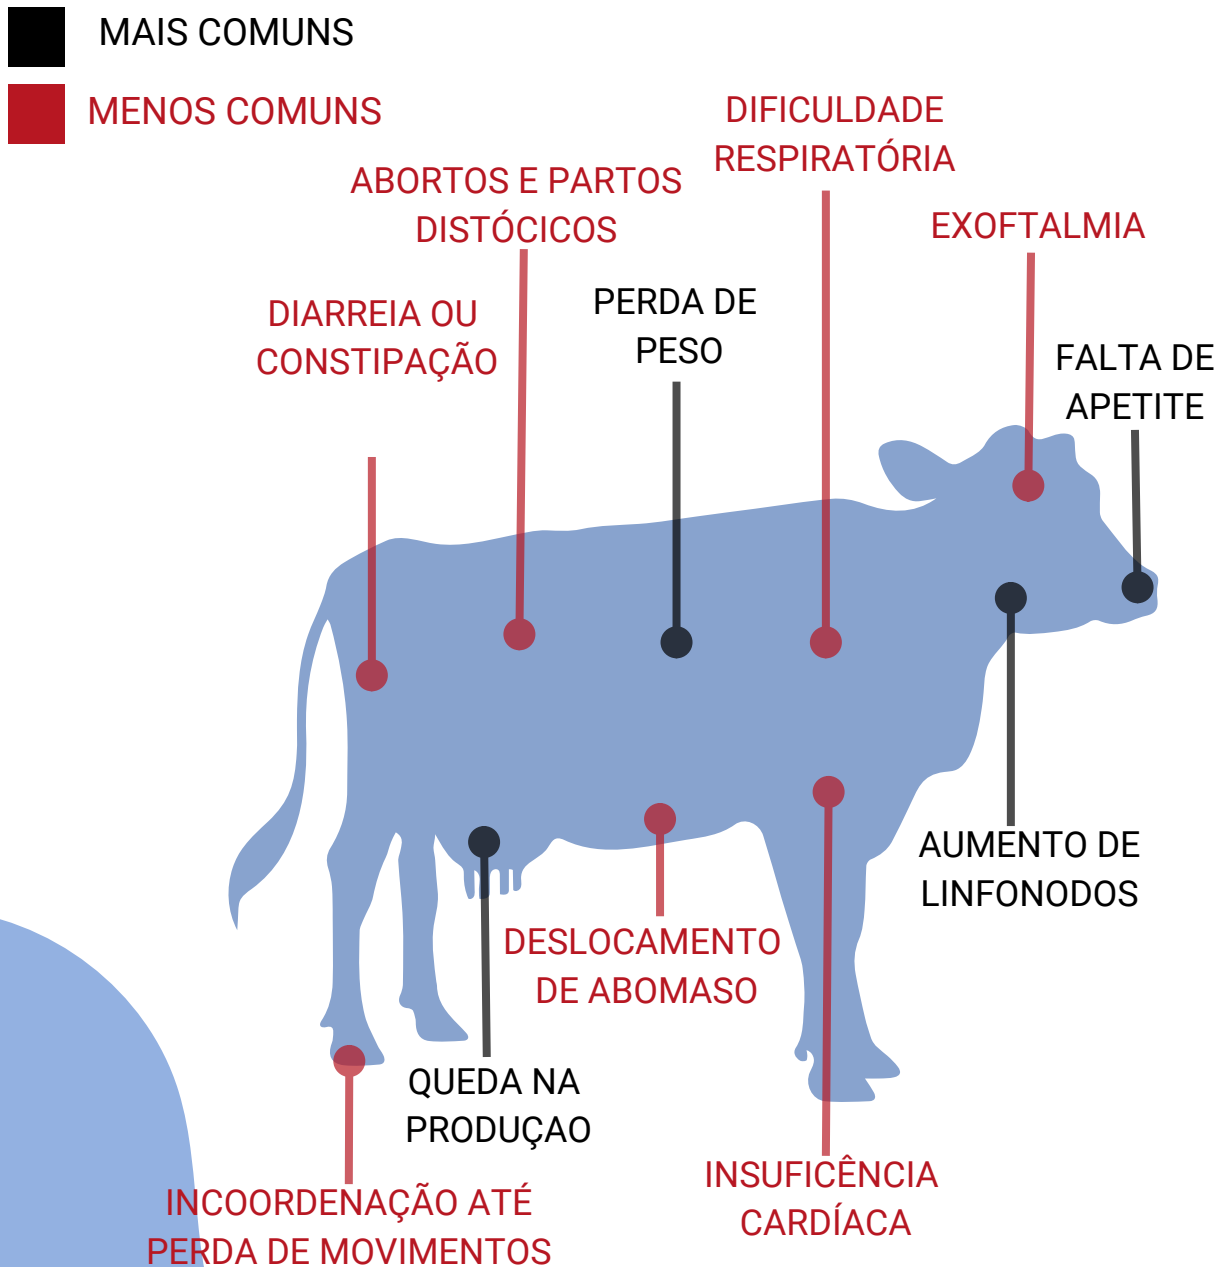 MAIS COMUNS
MENOS COMUNS
DIFICULDADE
RESPIRATÓRIA
ABORTOS E PARTOS
DISTÓCICOS
EXOFTALMIA
DIARREIA OU
CONSTIPAÇÃO
PERDA DE
PESO
FALTA DE
APETITE
AUMENTO DE
LINFONODOS
DESLOCAMENTO
DE ABOMASO
QUEDA NA
PRODUÇAO
INSUFICÊNCIA
CARDÍACA
INCOORDENAÇÃO ATÉ
PERDA DE MOVIMENTOS